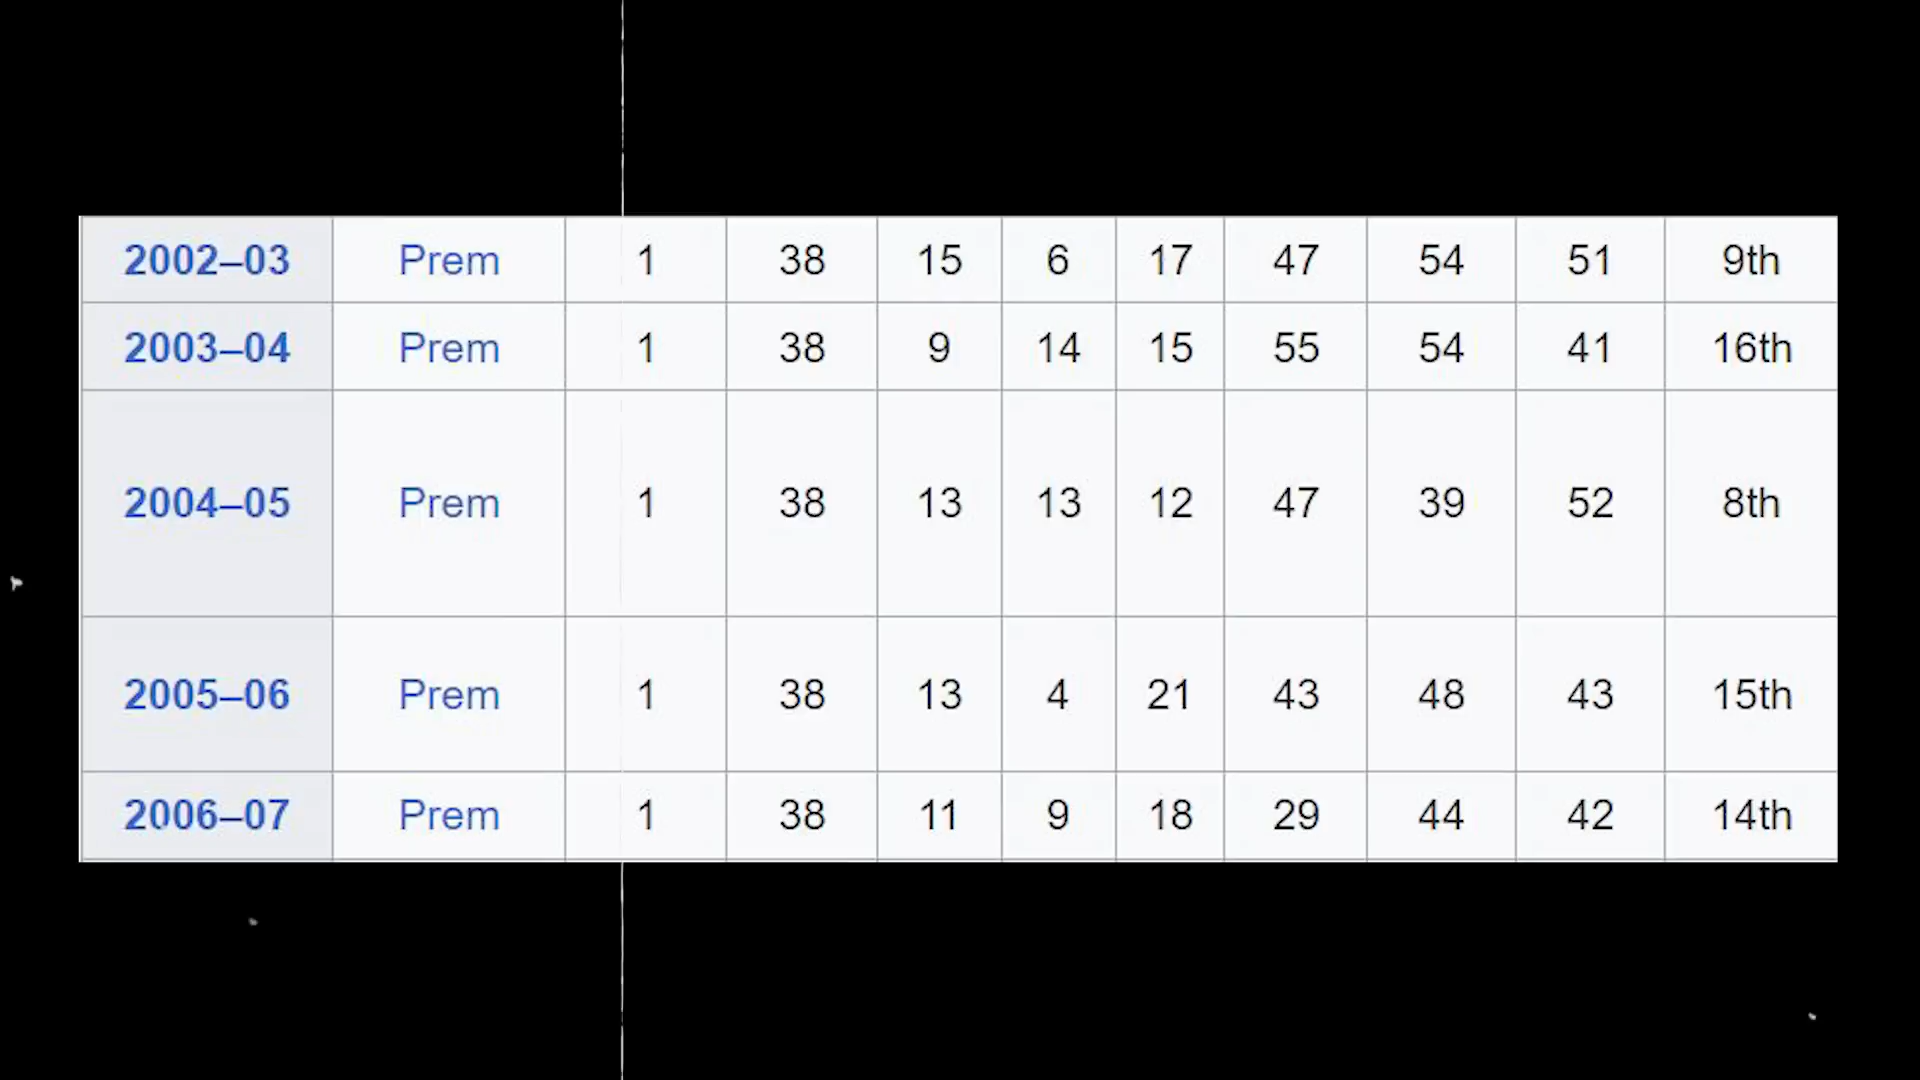 2002–03 Prem 1 38 15 6 17 47 54 51 9th
2003–04 Prem 1 38 9 14 15 55 54 41 16th
2004–05 Prem 1 38 13 13 12 47 39 52 8th
2005–06 Prem 1 38 13 4 21 43 48 43 15th
2006–07 Prem 1 38 11 9 18 29 44 42 14th